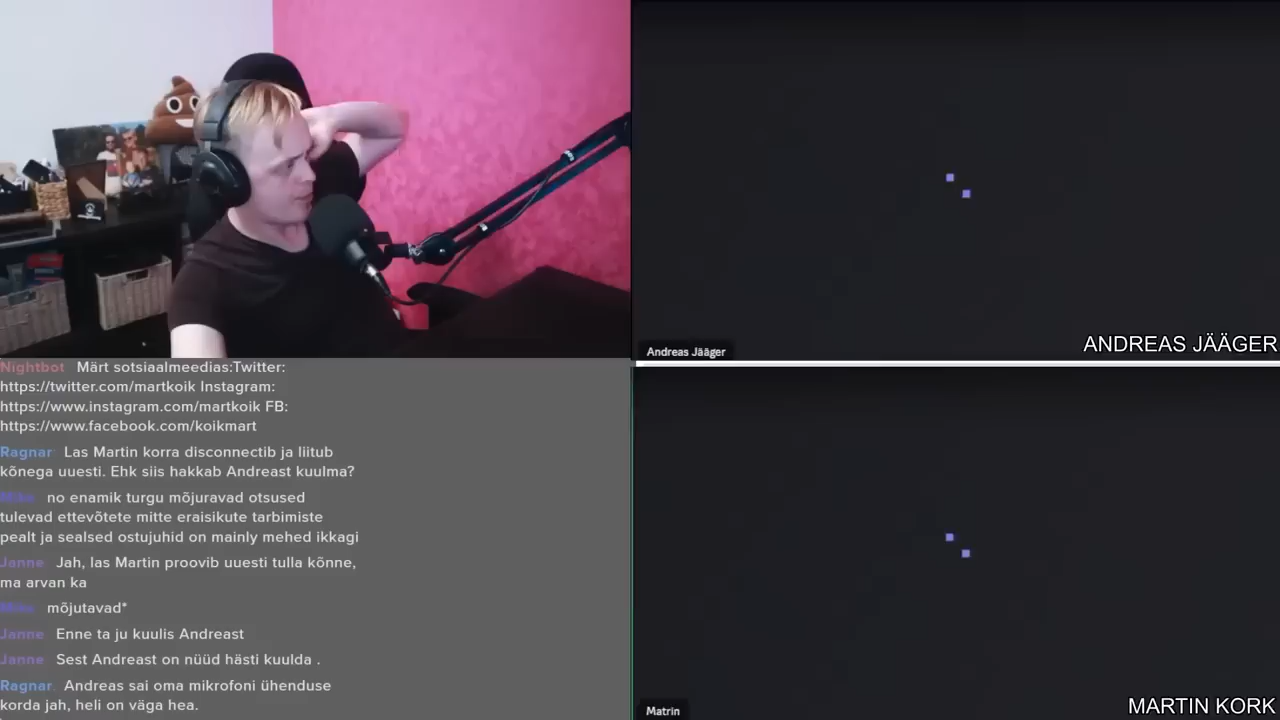 Andreas Jääger
ANDREAS JÄÄGER
Nightbot Märt sotsiaalmeedias:Twitter:
https://twitter.com/martkoik Instagram:
https://www.instagram.com/martkoik FB:
https://www.facebook.com/koikmart
Ragnar Las Martin korra disconnectib ja liitub
kõnega uuesti. Ehk siis hakkab Andreast kuulma?
no enamik turgu mõjuravad otsused
tulevad ettevõtete mitte eraisikute tarbimiste
pealt ja sealsed ostujuhid on mainly mehed ikkagi
Janne Jah, las Martin proovib uuesti tulla kõnne,
ma arvan ka
mõjutavad*
Janne Enne ta ju kuulis Andreast
Janne Sest Andreast on nüüd hästi kuulda .
Ragnar Andreas sai oma mikrofoni ühenduse
korda jah, heli on väga hea.
Matrin
MARTIN KORK